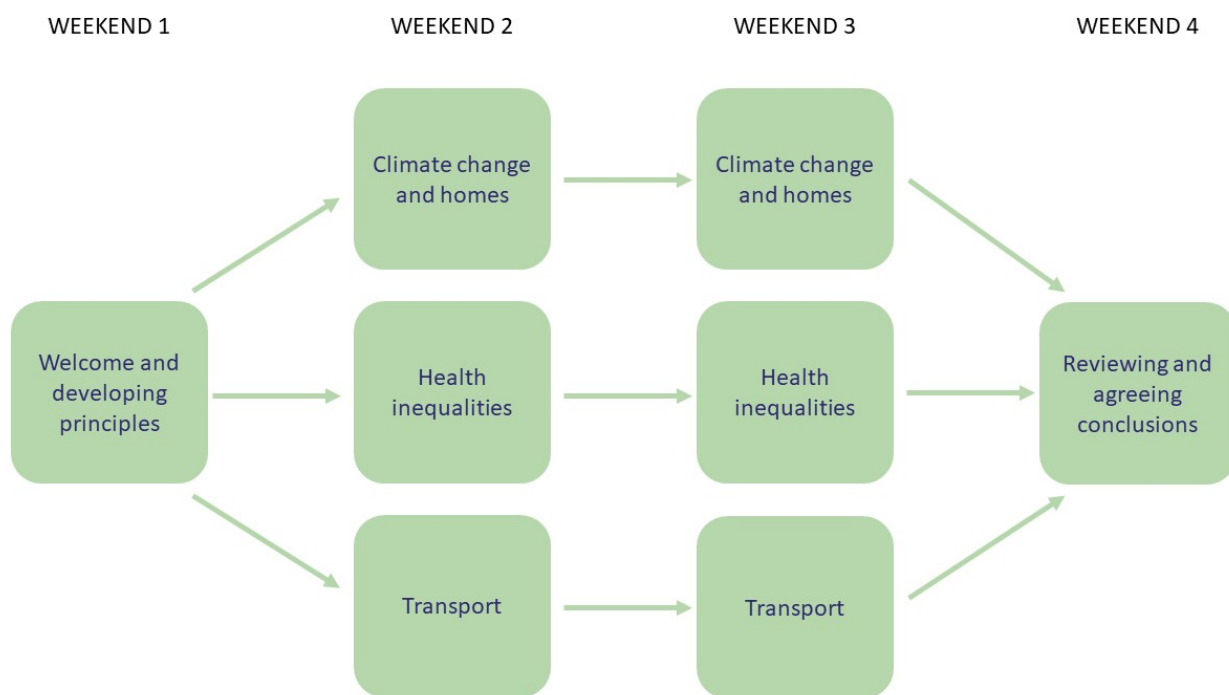 WEEKEND 1
WEEKEND 2
WEEKEND 3
WEEKEND 4
Climate change
and homes
Climate change
and homes
Welcome and
developing
principles
Health
inequalities
Health
inequalities
Reviewing and
agreeing
conclusions
Transport
Transport